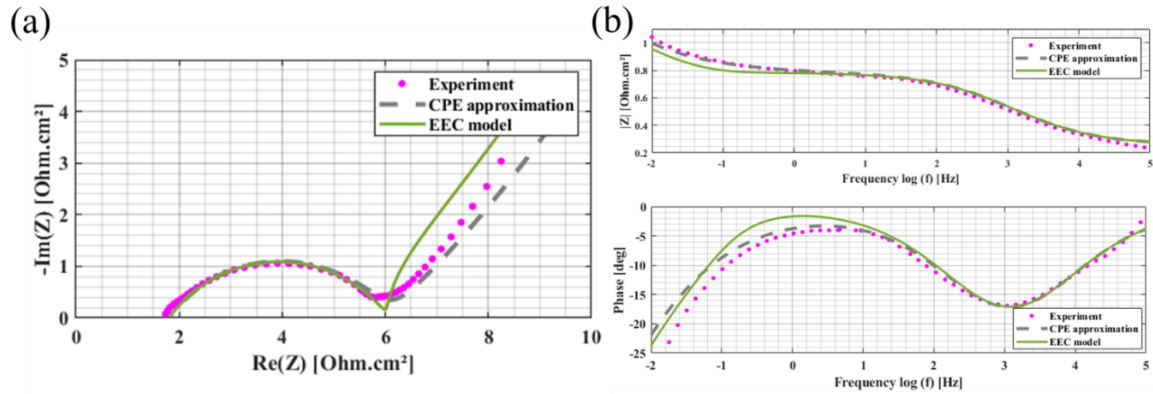 (a)
5
4
3
2
1
0
-Im(Z) [Ohm.cm²]
Experiment
CPE approximation
EEC model
0 2 4 6 8 10
Re(Z) [Ohm.cm²]
(b)
1
0.8
0.6
0.4
0.2
|Z| [Ohm.cm²]
Experiment
CPE approximation
EEC model
-2 -1 0 1 2 3 4 5
Frequency log (f) [Hz]
0
-5
-10
-15
-20
-25
Phase [deg]
Experiment
CPE approximation
EEC model
-2 -1 0 1 2 3 4 5
Frequency log (f) [Hz]